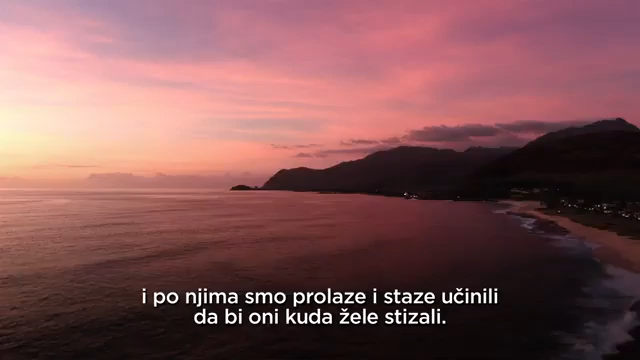 i po njima smo prolaze i staze učinili
da bi oni kuda žele stizali.